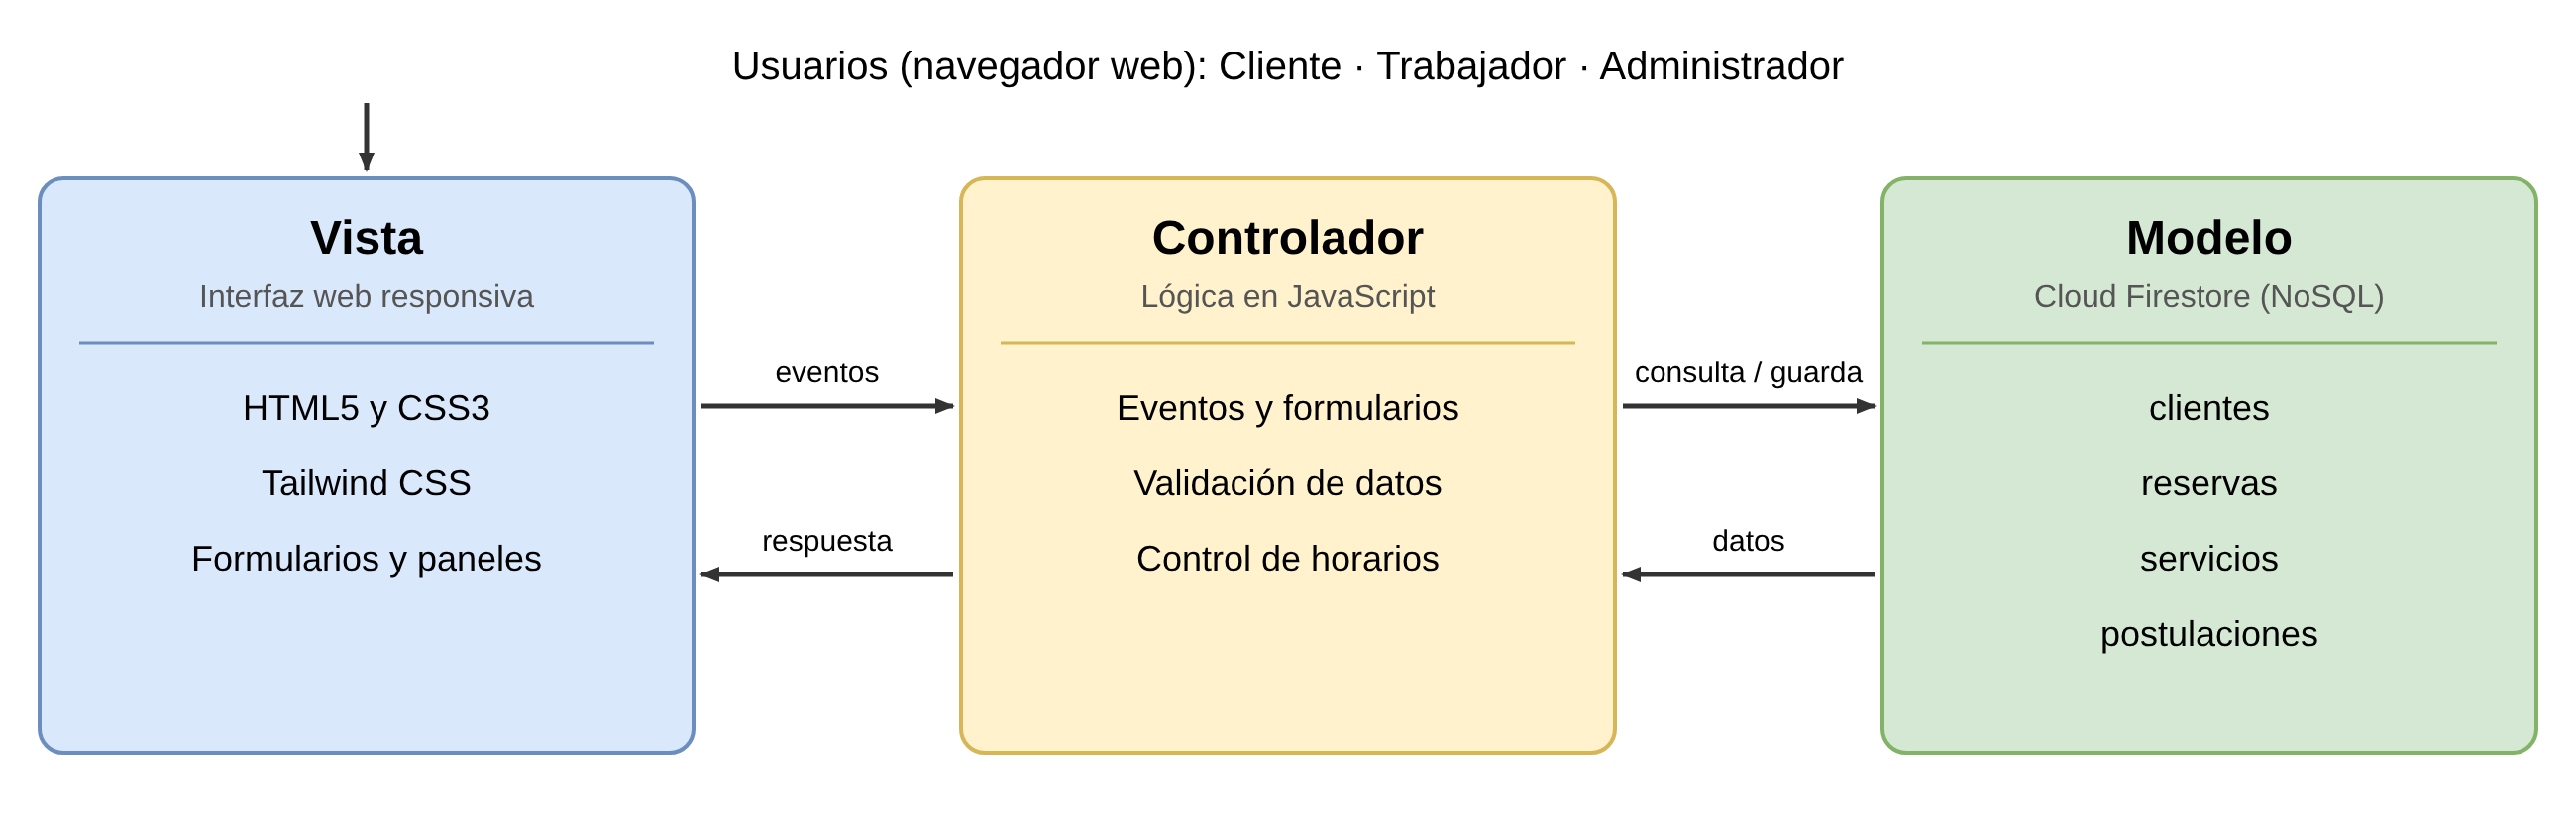 Usuarios (navegador web): Cliente · Trabajador · Administrador
Vista
Interfaz web responsiva
HTML5 y CSS3
Tailwind CSS
Formularios y paneles
eventos
respuesta
Controlador
Lógica en JavaScript
Eventos y formularios
Validación de datos
Control de horarios
consulta / guarda
datos
Modelo
Cloud Firestore (NoSQL)
clientes
reservas
servicios
postulaciones